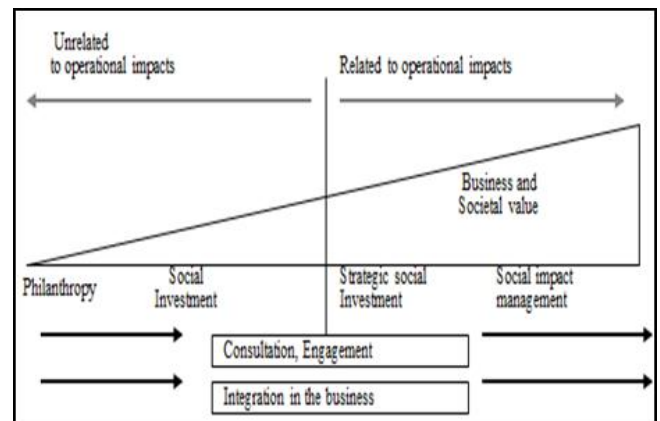 Unrelated
to operational impacts
Related to operational impacts
Business and
Societal value
Philanthropy
Social
Investment
Strategic social
Investment
Social impact
management
Consultation, Engagement
Integration in the business